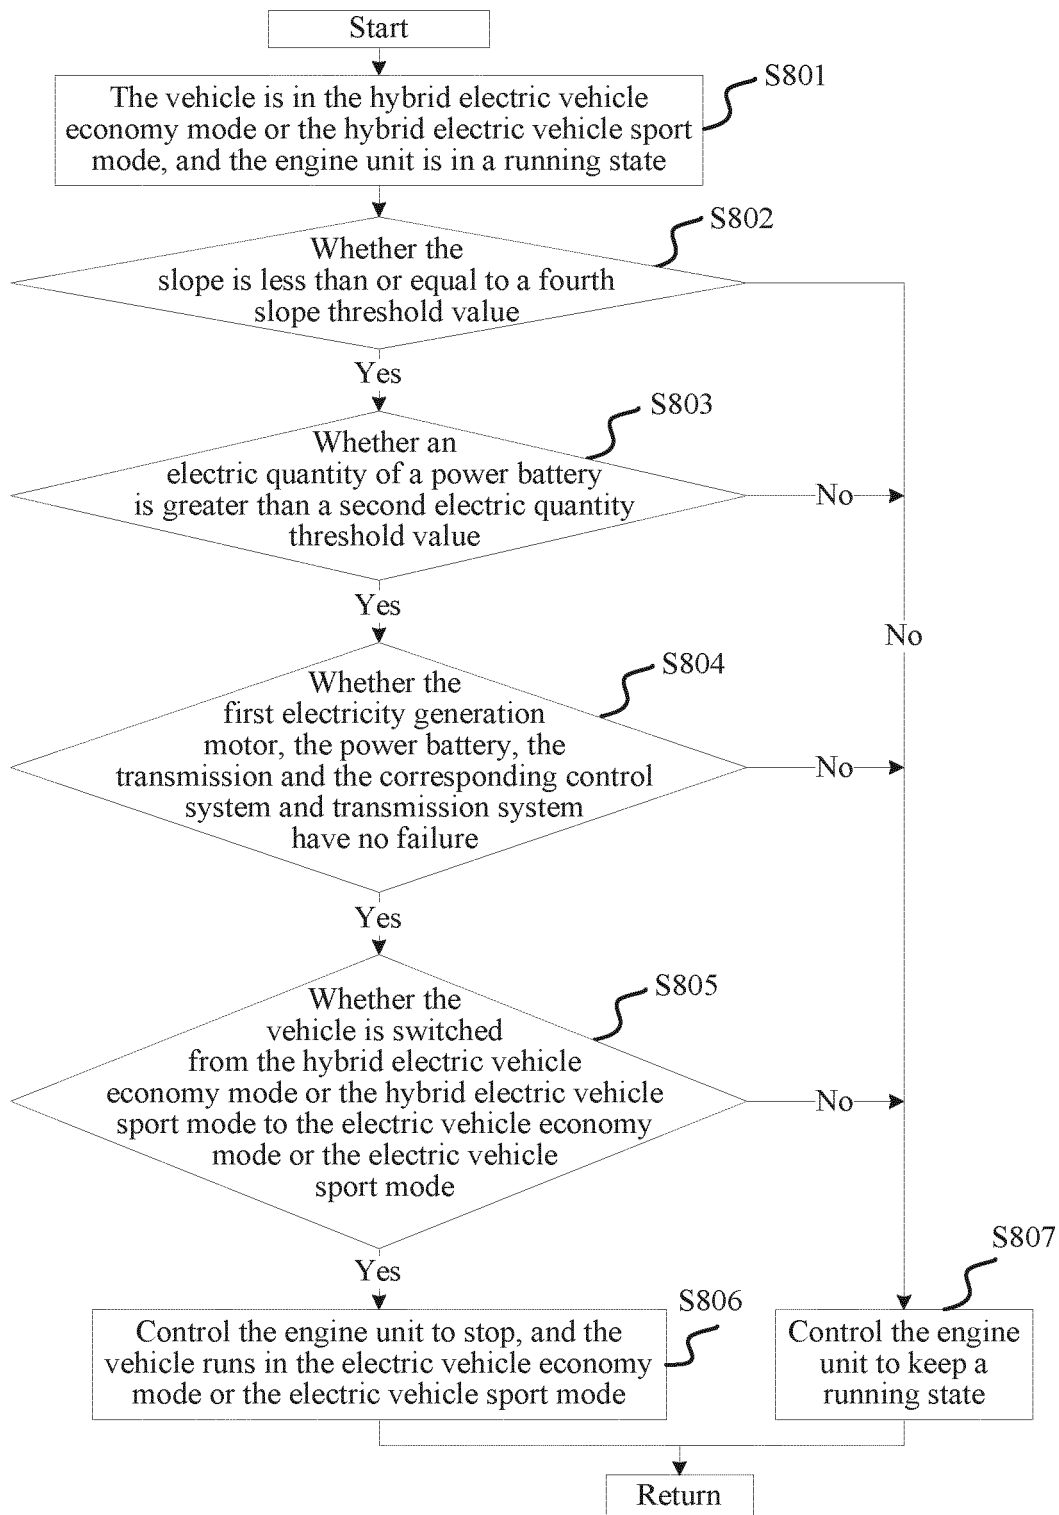 Start
S801
The vehicle is in the hybrid electric vehicle
economy mode or the hybrid electric vehicle sport
mode, and the engine unit is in a running state
S802
Whether the
slope is less than or equal to a fourth
slope threshold value
Yes
S803
Whether an
electric quantity of a power battery
is greater than a second electric quantity
threshold value
No
Yes
No
S804
Whether the
first electricity generation
motor, the power battery, the
transmission and the corresponding control
system and transmission system
have no failure
No
Yes
S805
Whether the
vehicle is switched
from the hybrid electric vehicle
economy mode or the hybrid electric vehicle
sport mode to the electric vehicle economy
mode or the electric vehicle
sport mode
No
Yes
S806
Control the engine unit to stop, and the
vehicle runs in the electric vehicle economy
mode or the electric vehicle sport mode
S807
Control the engine
unit to keep a
running state
Return